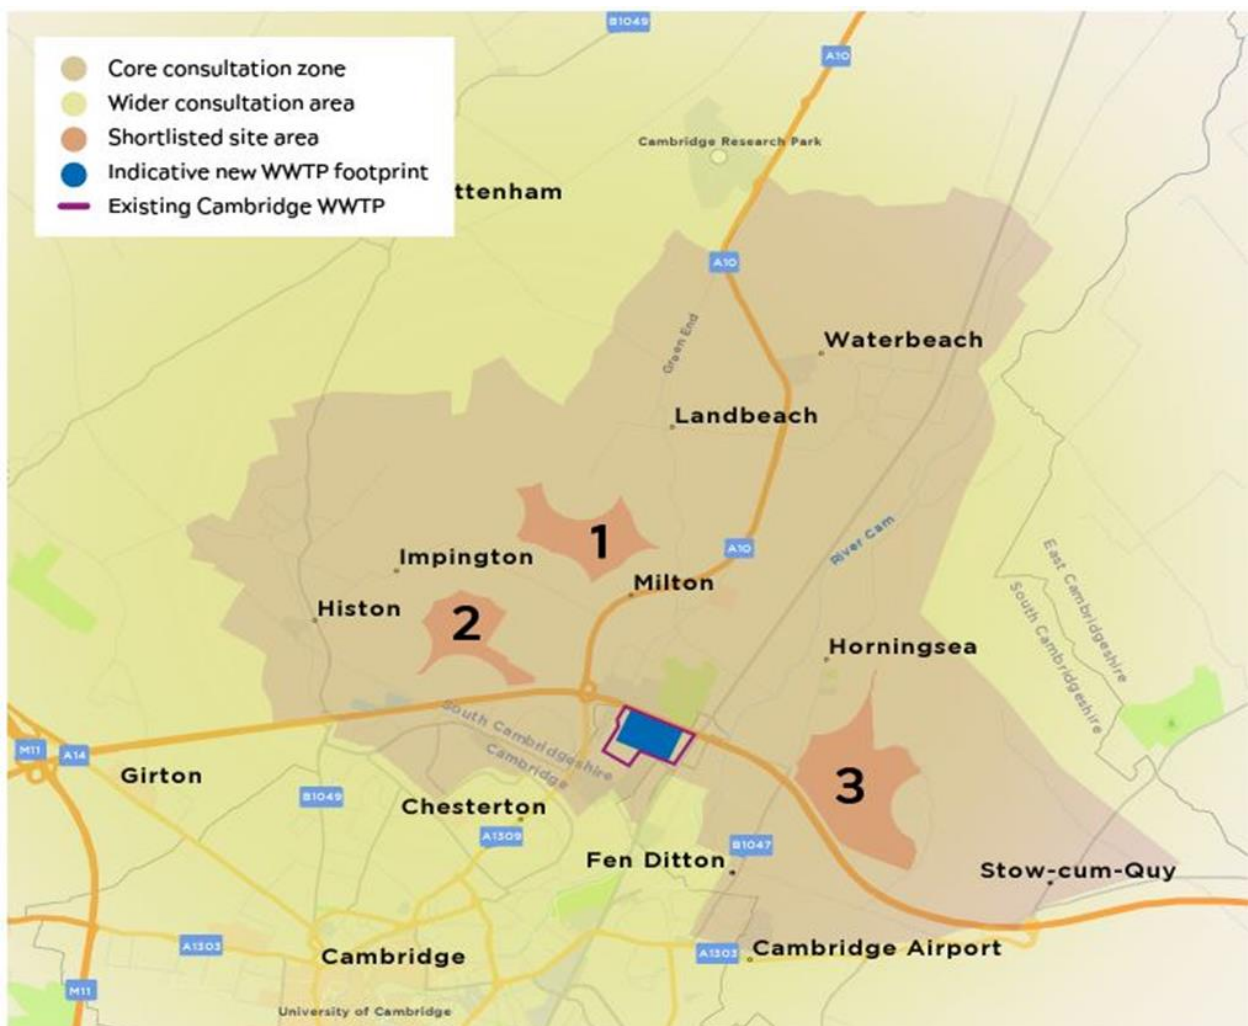 B1049
A10
Core consultation zone
Wider consultation area
Shortlisted site area
Indicative new WWTP footprint
Existing Cambridge WWTP
Cambridge Research Park
ttenham
A10
Green End
Waterbeach
Landbeach
1
A10
River Cam
Impington
Milton
Histon
2
Horningsea
East Cambridgeshire
South Cambridgeshire
South Cambridgeshire
Cambridge
M11
A14
Girton
3
B1049
Chesterton
A1309
B1047
Fen Ditton
Stow-cum-Quy
A1303
Cambridge
A1303
Cambridge Airport
M11
University of Cambridge